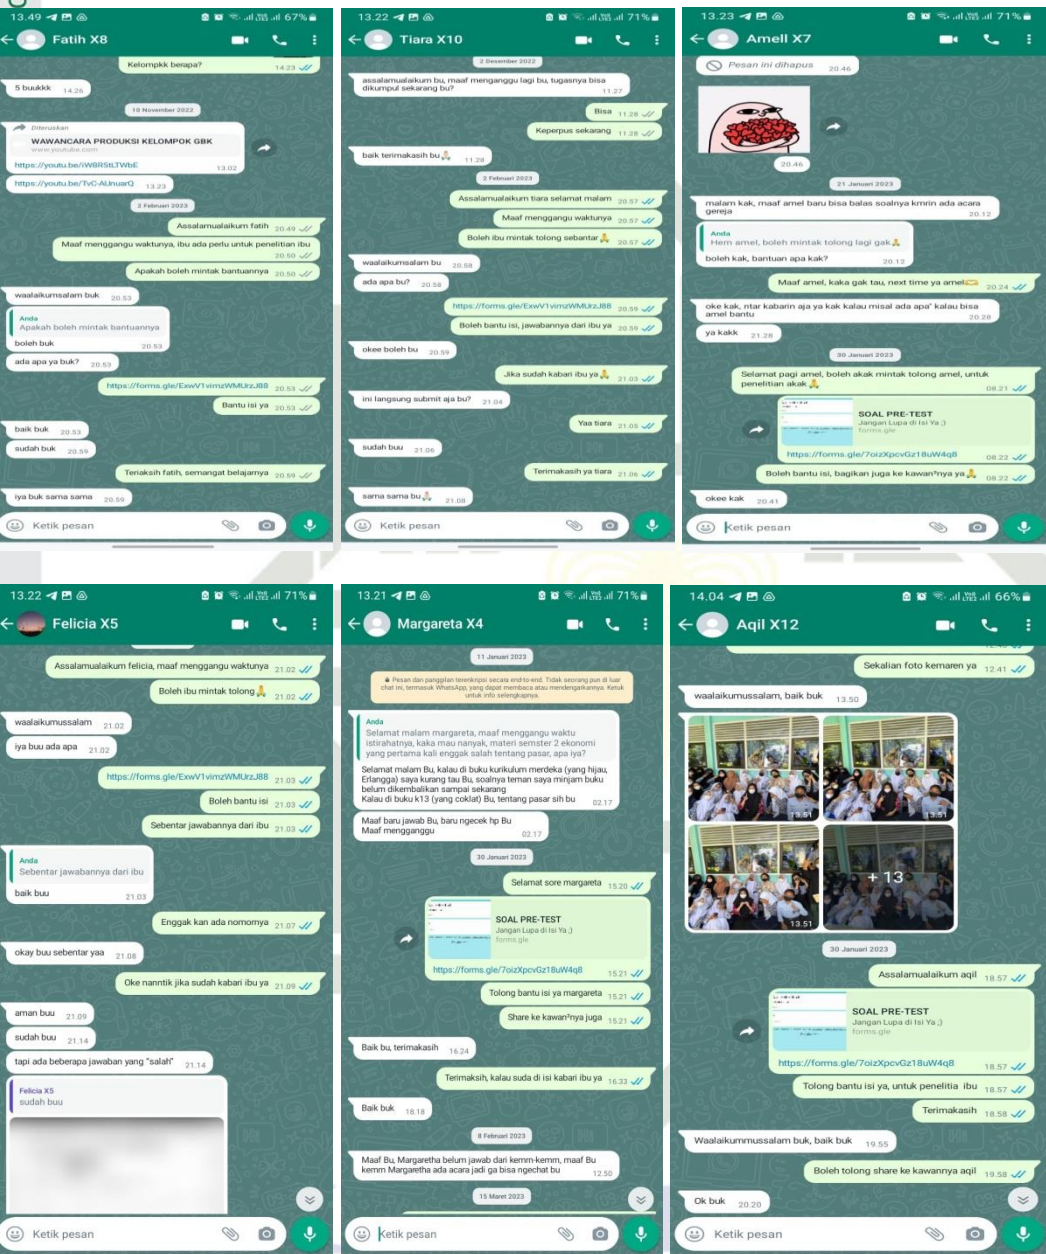 13.49
67%
Fatih X8
Kelompkk berapa?
14.23
5 buukkk 14.26
10 November 2022
Diteruskan
WAWANCARA PRODUKSI KELOMPOK GBK
www.youtube.com
13.02
https://youtu.be/TvC-AUnuarQ 13.23
2 Februari 2023
Assalamualaikum fatih 20.49
Maaf menggangu waktunya, ibu ada perlu untuk penelitian ibu
20.50
Apakah boleh mintak bantuannya 20.50
waalaikumsalam buk 20.53
Anda
Apakah boleh mintak bantuannya
boleh buk 20.53
ada apa ya buk? 20.53
https://forms.gle/ExwV1vimzWMUrzJ88 20.53
Bantu isi ya 20.53
baik buk 20.53
sudah buk 20.59
Teriaksih fatih, semangat belajarnya 20.59
iya buk sama sama 20.59
Ketik pesan
13.22
71%
Tiara X10
2 Desember 2022
assalamualaikum bu, maaf menganggu lagi bu, tugasnya bisa
dikumpul sekarang bu? 11.27
Bisa 11.28
Keperpus sekarang 11.28
baik terimakasih bu🙏 11.28
2 Februari 2023
Assalamualaikum tiara selamat malam 20.57
Maaf menggangu waktunya 20.57
Boleh ibu mintak tolong sebantar🙏 20.57
waalaikumsalam bu 20.58
ada apa bu? 20.58
https://forms.gle/ExwV1vimzWMUrzJ88 20.59
Boleh bantu isi, jawabannya dari ibu ya 20.59
okee boleh bu 20.59
Jika sudah kabari ibu ya🙏 21.03
ini langsung submit aja bu? 21.04
Yaa tiara 21.05
sudah buu 21.06
Terimakasih ya tiara 21.06
sama sama bu🙏 21.08
Ketik pesan
13.23
71%
Amell X7
Pesan ini dihapus 20.46
20.46
21 Januari 2023
malam kak, maaf amel baru bisa balas soalnya kmrin ada acara
gereja 20.12
Anda
Hem amel, boleh mintak tolong lagi gak🙏
boleh kak, bantuan apa kak? 20.12
Maaf amel, kaka gak tau, next time ya amel🫶 20.24
oke kak, ntar kabarin aja ya kak kalau misal ada apa" kalau bisa
amel bantu 20.28
ya kakk 21.28
30 Januari 2023
Selamat pagi amel, boleh akak mintak tolong amel, untuk
penelitian akak🙏 08.21
SOAL PRE-TEST
Jangan Lupa di Isi Ya ;)
forms.gle
https://forms.gle/7oizXpcvGz18uW4q8 08.22
Boleh bantu isi, bagikan juga ke kawan²nya ya🙏 08.22
okee kak 20.41
Ketik pesan
13.22
71%
Felicia X5
Assalamualaikum felicia, maaf menggangu waktunya 21.02
Boleh ibu mintak tolong🙏 21.02
waalaikumussalam 21.02
iya buu ada apa 21.02
https://forms.gle/ExwV1vimzWMUrzJ88 21.03
Boleh bantu isi 21.03
Sebentar jawabannya dari ibu 21.03
Anda
Sebentar jawabannya dari ibu
baik buu 21.03
Enggak kan ada nomornya 21.07
okay buu sebentar yaa 21.08
Oke nanntik jika sudah kabari ibu ya 21.09
aman buu 21.09
sudah buu 21.14
tapi ada beberapa jawaban yang "salah" 21.14
Felicia X5
sudah buu
Ketik pesan
13.21
71%
Margareta X4
11 Januari 2023
Pesan dan panggilan terenkripsi secara end-to-end. Tidak seorang pun di luar
chat ini, termasuk WhatsApp, yang dapat membaca atau mendengarkannya. Ketuk
untuk info selengkapnya.
Anda
Selamat malam margareta, maaf menggangu waktu
istirahatnya, kaka mau nanyak, materi semster 2 ekonomi
yang pertama kali enggak salah tentang pasar, apa iya?
Selamat malam Bu, kalau di buku kurikulum merdeka (yang hijau,
Erlangga) saya kurang tau Bu, soalnya teman saya minjam buku
belum dikembalikan sampai sekarang
Kalau di buku k13 (yang coklat) Bu, tentang pasar sih bu 02.17
Maaf baru jawab Bu, baru ngecek hp Bu
Maaf mengganggu 02.17
30 Januari 2023
Selamat sore margareta 15.20
SOAL PRE-TEST
Jangan Lupa di Isi Ya ;)
forms.gle
https://forms.gle/7oizXpcvGz18uW4q8 15.21
Tolong bantu isi ya margareta 15.21
Share ke kawan²nya juga 15.21
Baik bu, terimakasih 16.24
Terimaksih, kalau suda di isi kabari ibu ya 16.33
Baik buk 18.18
8 Februari 2023
Maaf Bu, Margaretha belum jawab dari kemm-kemm, maaf Bu
kemm Margaretha ada acara jadi ga bisa ngechat bu 12.50
15 Maret 2023
Ketik pesan
14.04
66%
Aqil X12
Sekalian foto kemaren ya 12.41
waalaikumussalam, baik buk 13.50
13.51
13.51
13.51
+ 13
30 Januari 2023
Assalamualaikum aqil 18.57
SOAL PRE-TEST
Jangan Lupa di Isi Ya ;)
forms.gle
https://forms.gle/7oizXpcvGz18uW4q8 18.57
Tolong bantu isi ya, untuk penelitia ibu 18.57
Terimakasih 18.58
Waalaikummussalam buk, baik buk 19.55
Boleh tolong share ke kawannya aqil 19.58
Ok buk 20.20
Ketik pesan